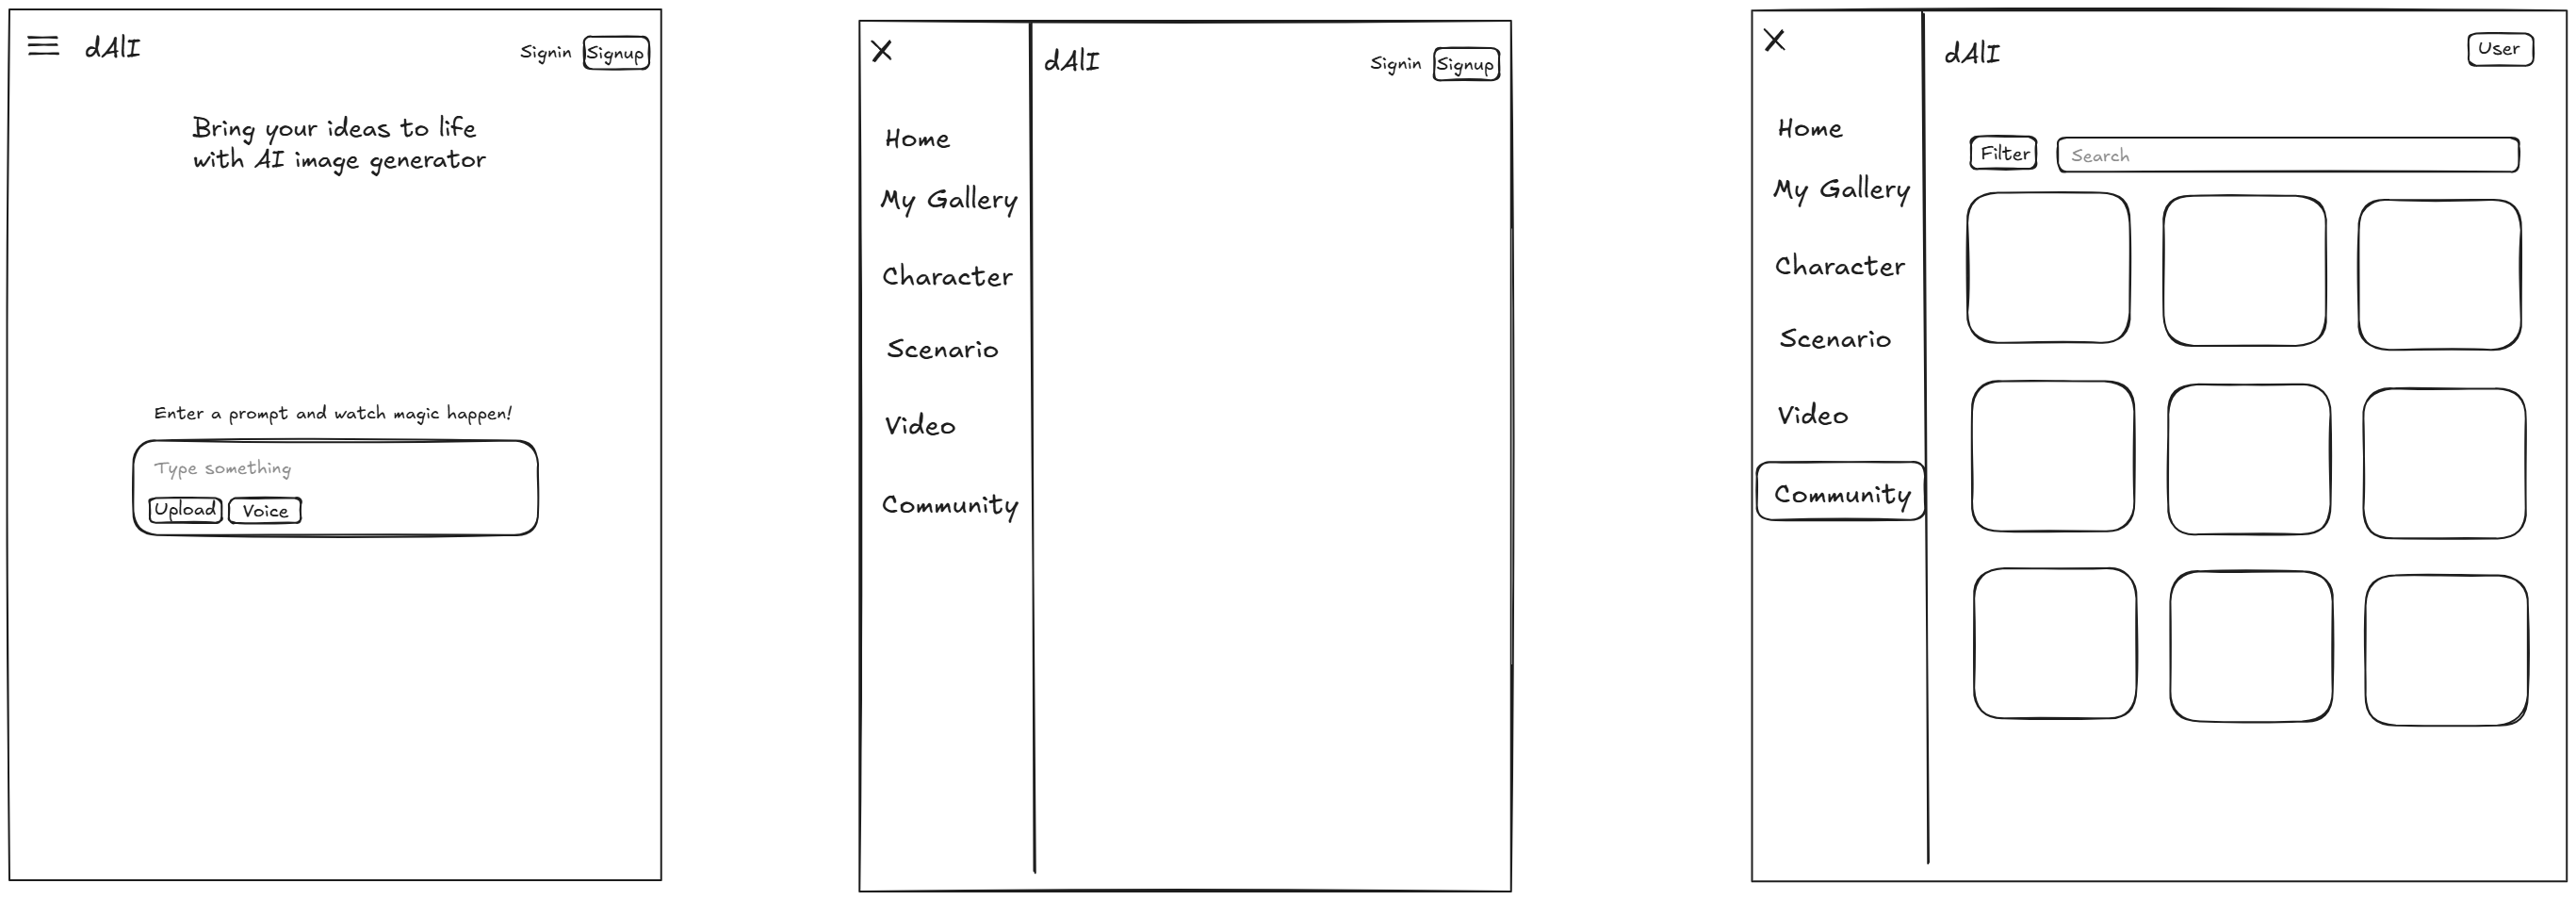 dAlI
Signin
Signup
Bring your ideas to life
with AI image generator
Enter a prompt and watch magic happen!
Type something
Upload
Voice
dAlI
Signin
Signup
Home
My Gallery
Character
Scenario
Video
Community
dAlI
User
Home
My Gallery
Character
Scenario
Video
Community
Filter
Search